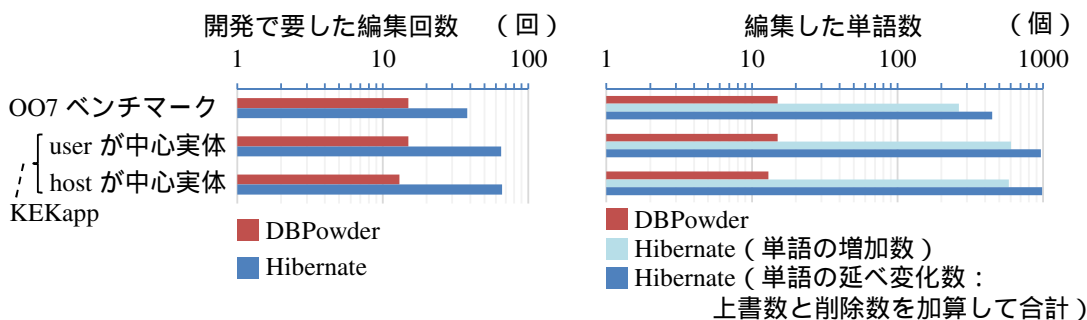 開発で要した編集回数 （回）
1 10 100
OO7 ベンチマーク
user が中心実体
host が中心実体
KEKapp
DBPowder
Hibernate
編集した単語数 （個）
1 10 100 1000
DBPowder
Hibernate（単語の増加数）
Hibernate（単語の延べ変化数：
上書数と削除数を加算して合計）